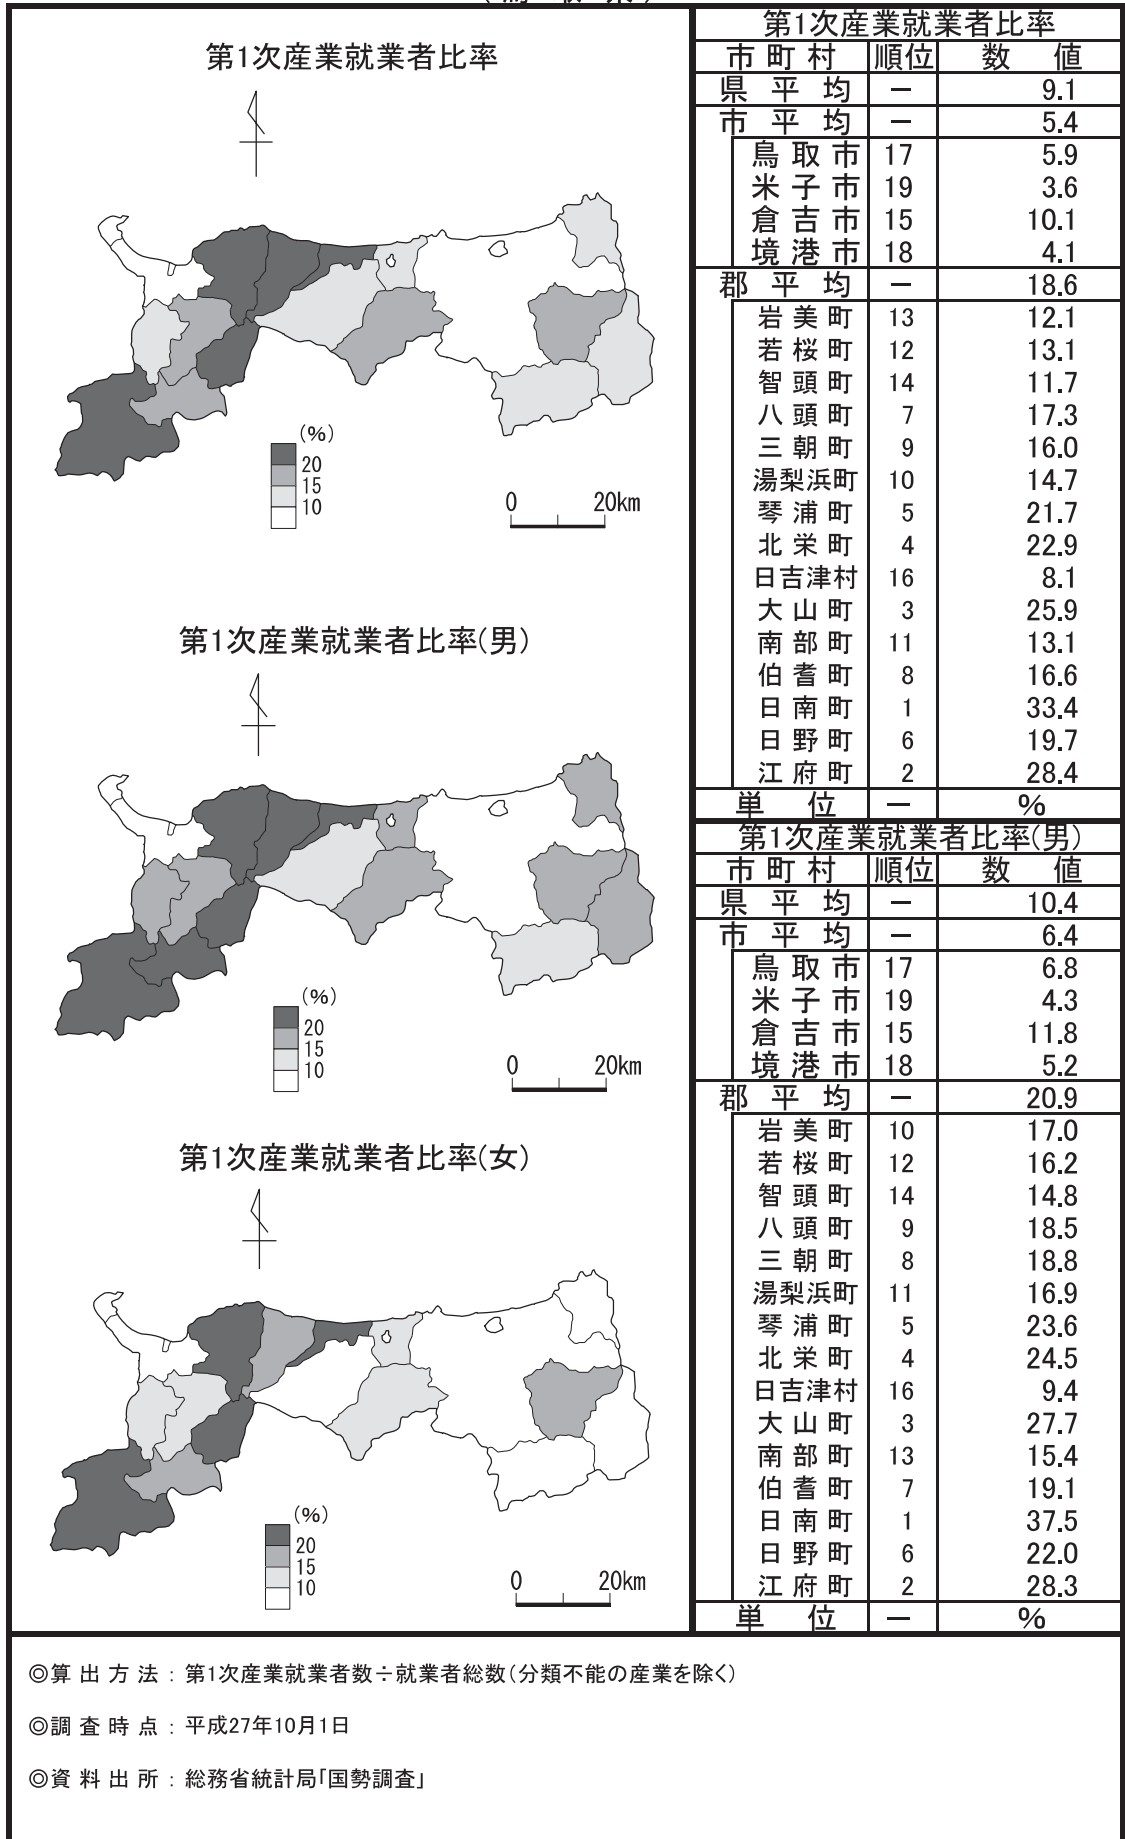 第1次産業就業者比率
(%)
20
15
10
0 20km
第1次産業就業者比率(男)
(%)
20
15
10
0 20km
第1次産業就業者比率(女)
(%)
20
15
10
0 20km
第1次産業就業者比率
市町村 順位 数値
県平均 － 9.1
市平均 － 5.4
鳥取市 17 5.9
米子市 19 3.6
倉吉市 15 10.1
境港市 18 4.1
郡平均 － 18.6
岩美町 13 12.1
若桜町 12 13.1
智頭町 14 11.7
八頭町 7 17.3
三朝町 9 16.0
湯梨浜町 10 14.7
琴浦町 5 21.7
北栄町 4 22.9
日吉津村 16 8.1
大山町 3 25.9
南部町 11 13.1
伯耆町 8 16.6
日南町 1 33.4
日野町 6 19.7
江府町 2 28.4
単位 － %
第1次産業就業者比率(男)
市町村 順位 数値
県平均 － 10.4
市平均 － 6.4
鳥取市 17 6.8
米子市 19 4.3
倉吉市 15 11.8
境港市 18 5.2
郡平均 － 20.9
岩美町 10 17.0
若桜町 12 16.2
智頭町 14 14.8
八頭町 9 18.5
三朝町 8 18.8
湯梨浜町 11 16.9
琴浦町 5 23.6
北栄町 4 24.5
日吉津村 16 9.4
大山町 3 27.7
南部町 13 15.4
伯耆町 7 19.1
日南町 1 37.5
日野町 6 22.0
江府町 2 28.3
単位 － %
◎算出方法：第1次産業就業者数÷就業者総数(分類不能の産業を除く)
◎調査時点：平成27年10月1日
◎資料出所：総務省統計局「国勢調査」